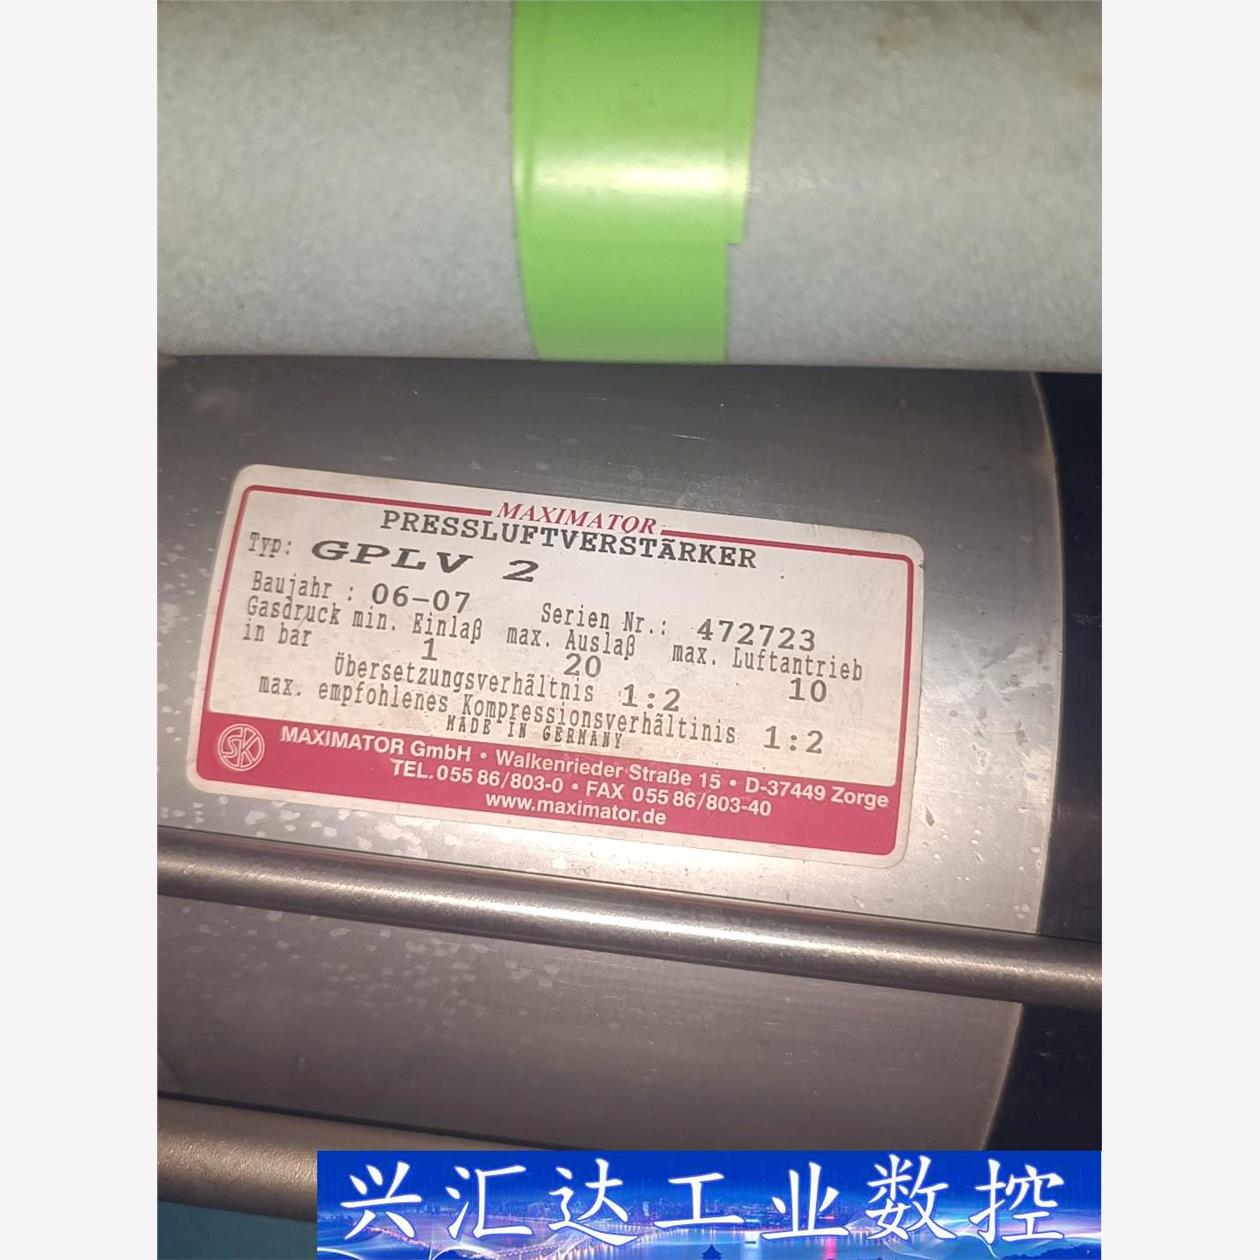 MAXIMATOR
PRESSLUFTVERSTÄRKER
Typ: GPLV 2
Baujahr : 06-07 Serien Nr.: 472723
Gasdruck min. Einlaß max. Auslaß max. Luftantrieb
in bar 1 20 10
Übersetzungsverhältnis 1:2
max. empfohlenes Kompressionsverhältinis 1:2
MADE IN GERMANY
SK MAXIMATOR GmbH • Walkenrieder Straße 15 • D-37449 Zorge
TEL. 055 86/803-0 • FAX 055 86/803-40
www.maximator.de
兴汇达工业数控